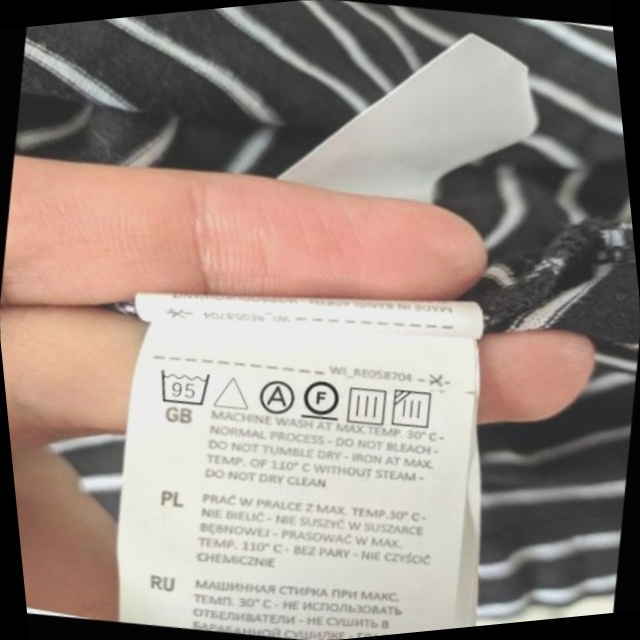 WI_RE058704
WI_RE058704
95 A F
GB
MACHINE WASH AT MAX.TEMP. 30° C -
NORMAL PROCESS - DO NOT BLEACH -
DO NOT TUMBLE DRY - IRON AT MAX.
TEMP. OF 110° C WITHOUT STEAM -
DO NOT DRY CLEAN
PL
PRAĆ W PRALCE Z MAX. TEMP.30° C -
NIE BIELIĆ - NIE SUSZYĆ W SUSZARCE
BĘBNOWEJ - PRASOWAĆ W MAX.
TEMP. 110° C - BEZ PARY - NIE CZYŚCIĆ
CHEMICZNIE
RU
МАШИННАЯ СТИРКА ПРИ МАКС.
ТЕМП. 30° C - НЕ ИСПОЛЬЗОВАТЬ
ОТБЕЛИВАТЕЛИ - НЕ СУШИТЬ В
БАРАБАННОЙ СУШИЛКЕ -